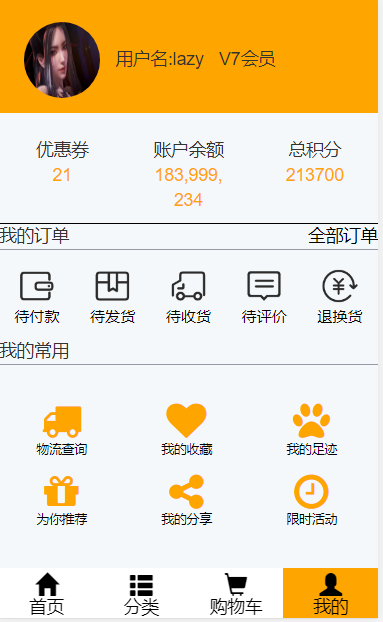 用户名:lazy V7会员
优惠券 账户余额 总积分
21 183,999, 213700
234
我的订单 全部订单
待付款 待发货 待收货 待评价 退换货
我的常用
物流查询 我的收藏 我的足迹
为你推荐 我的分享 限时活动
首页 分类 购物车 我的